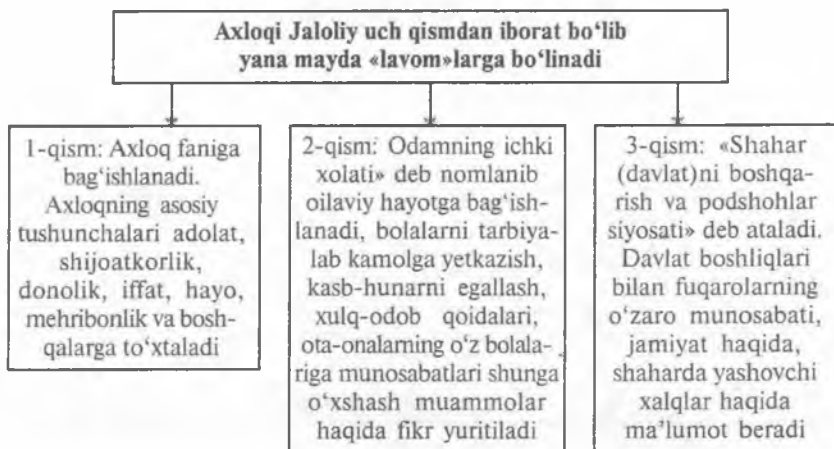 Axloqi Jaloliy uch qismdan iborat bo‘lib
yana mayda «lavom»larga bo‘linadi
1-qism: Axloq faniga
bag‘ishlanadi.
Axloqning asosiy
tushunchalari adolat,
shijoatkorlik,
donolik, iffat, hayo,
mehribonlik va bosh-
qalarga to‘xtaladi
2-qism: Odamning ichki
xolati» deb nomlanib
oilaviy hayotga bag‘ish-
lanadi, bolalarni tarbiya-
lab kamolga yetkazish,
kasb-hunarni egallash,
xulq-odob qoidalari,
ota-onalarning o‘z bolala-
riga munosabatlari shunga
o‘xshash muammolar
haqida fikr yuritiladi
3-qism: «Shahar
(davlat)ni boshqa-
rish va podshohlar
siyosati» deb ataladi.
Davlat boshliqlari
bilan fuqarolarning
o‘zaro munosabati,
jamiyat haqida,
shaharda yashovchi
xalqlar haqida
ma’lumot beradi